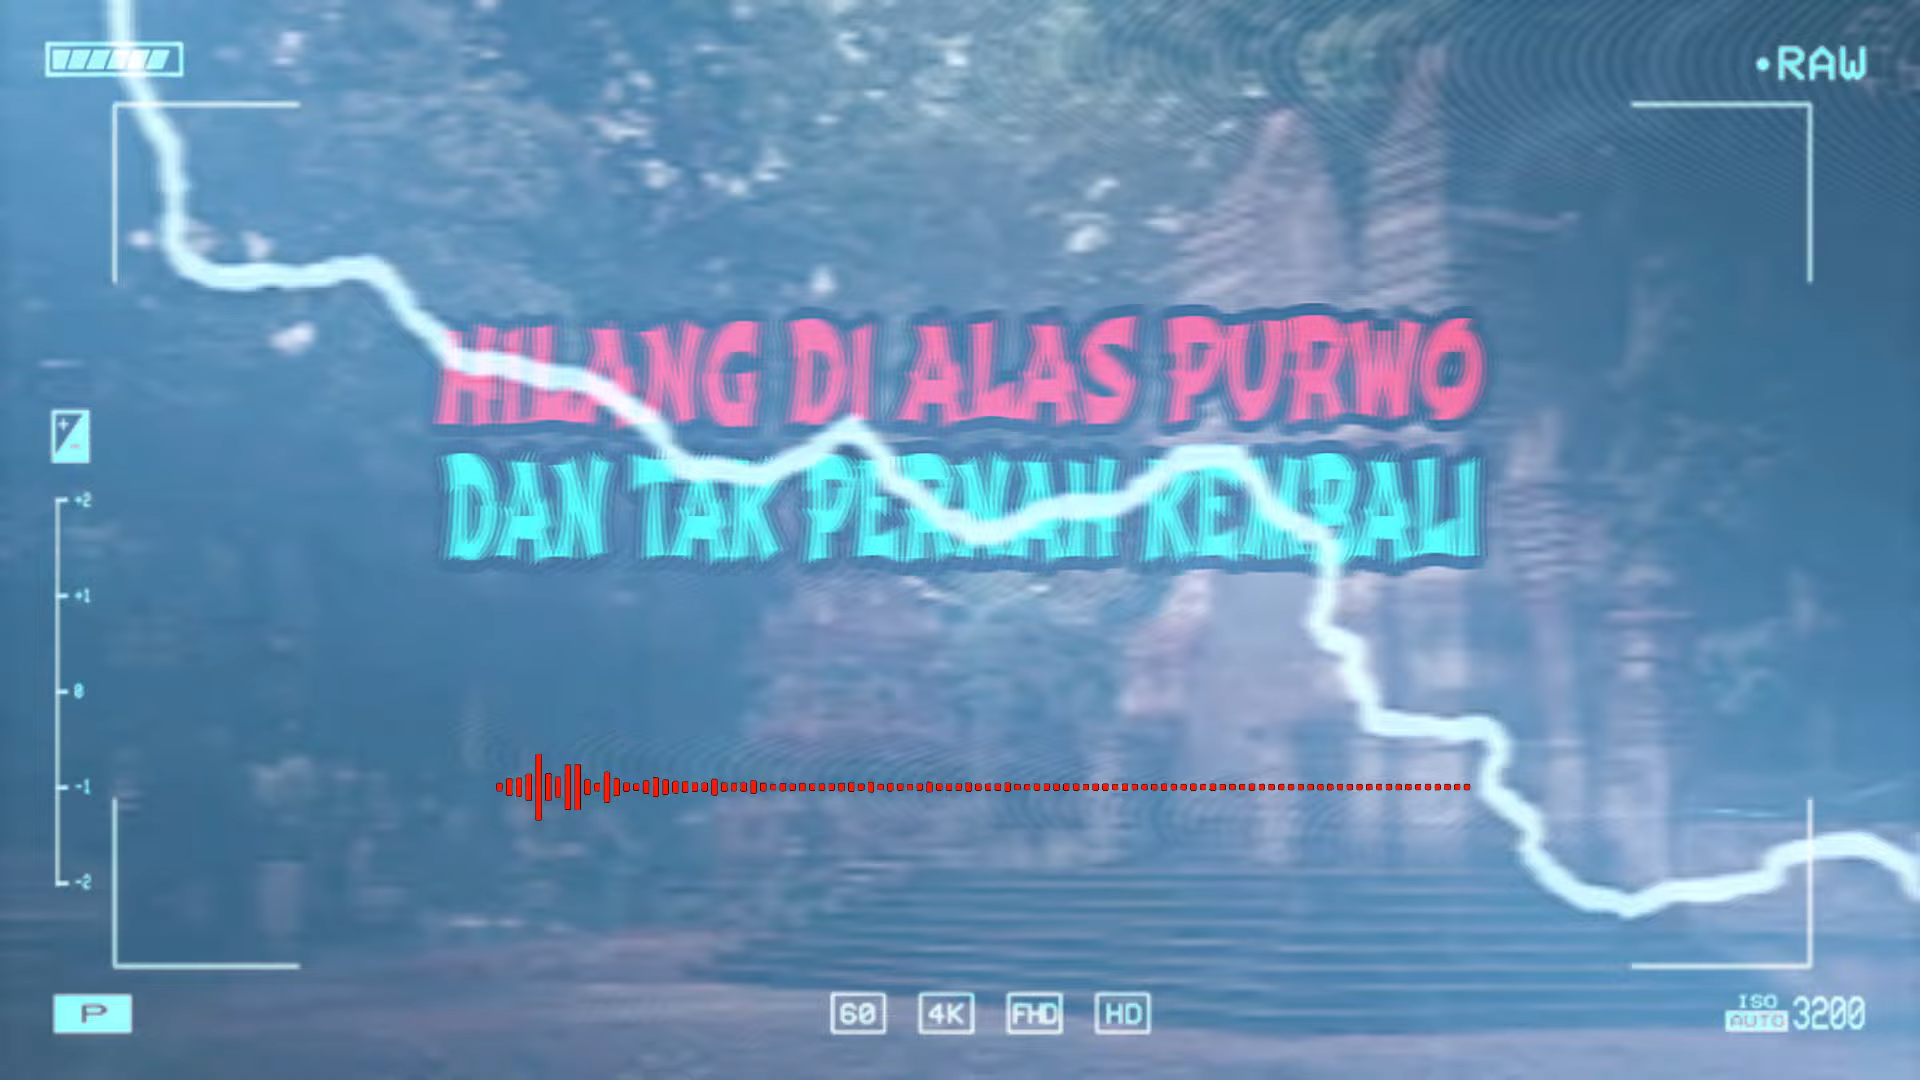 •RAW
HILANG DI ALAS PURWO
DAN TAK PERNAH KEMBALI
+2
+1
0
-1
-2
P
60 4K FHD HD
ISO
AUTO 3200